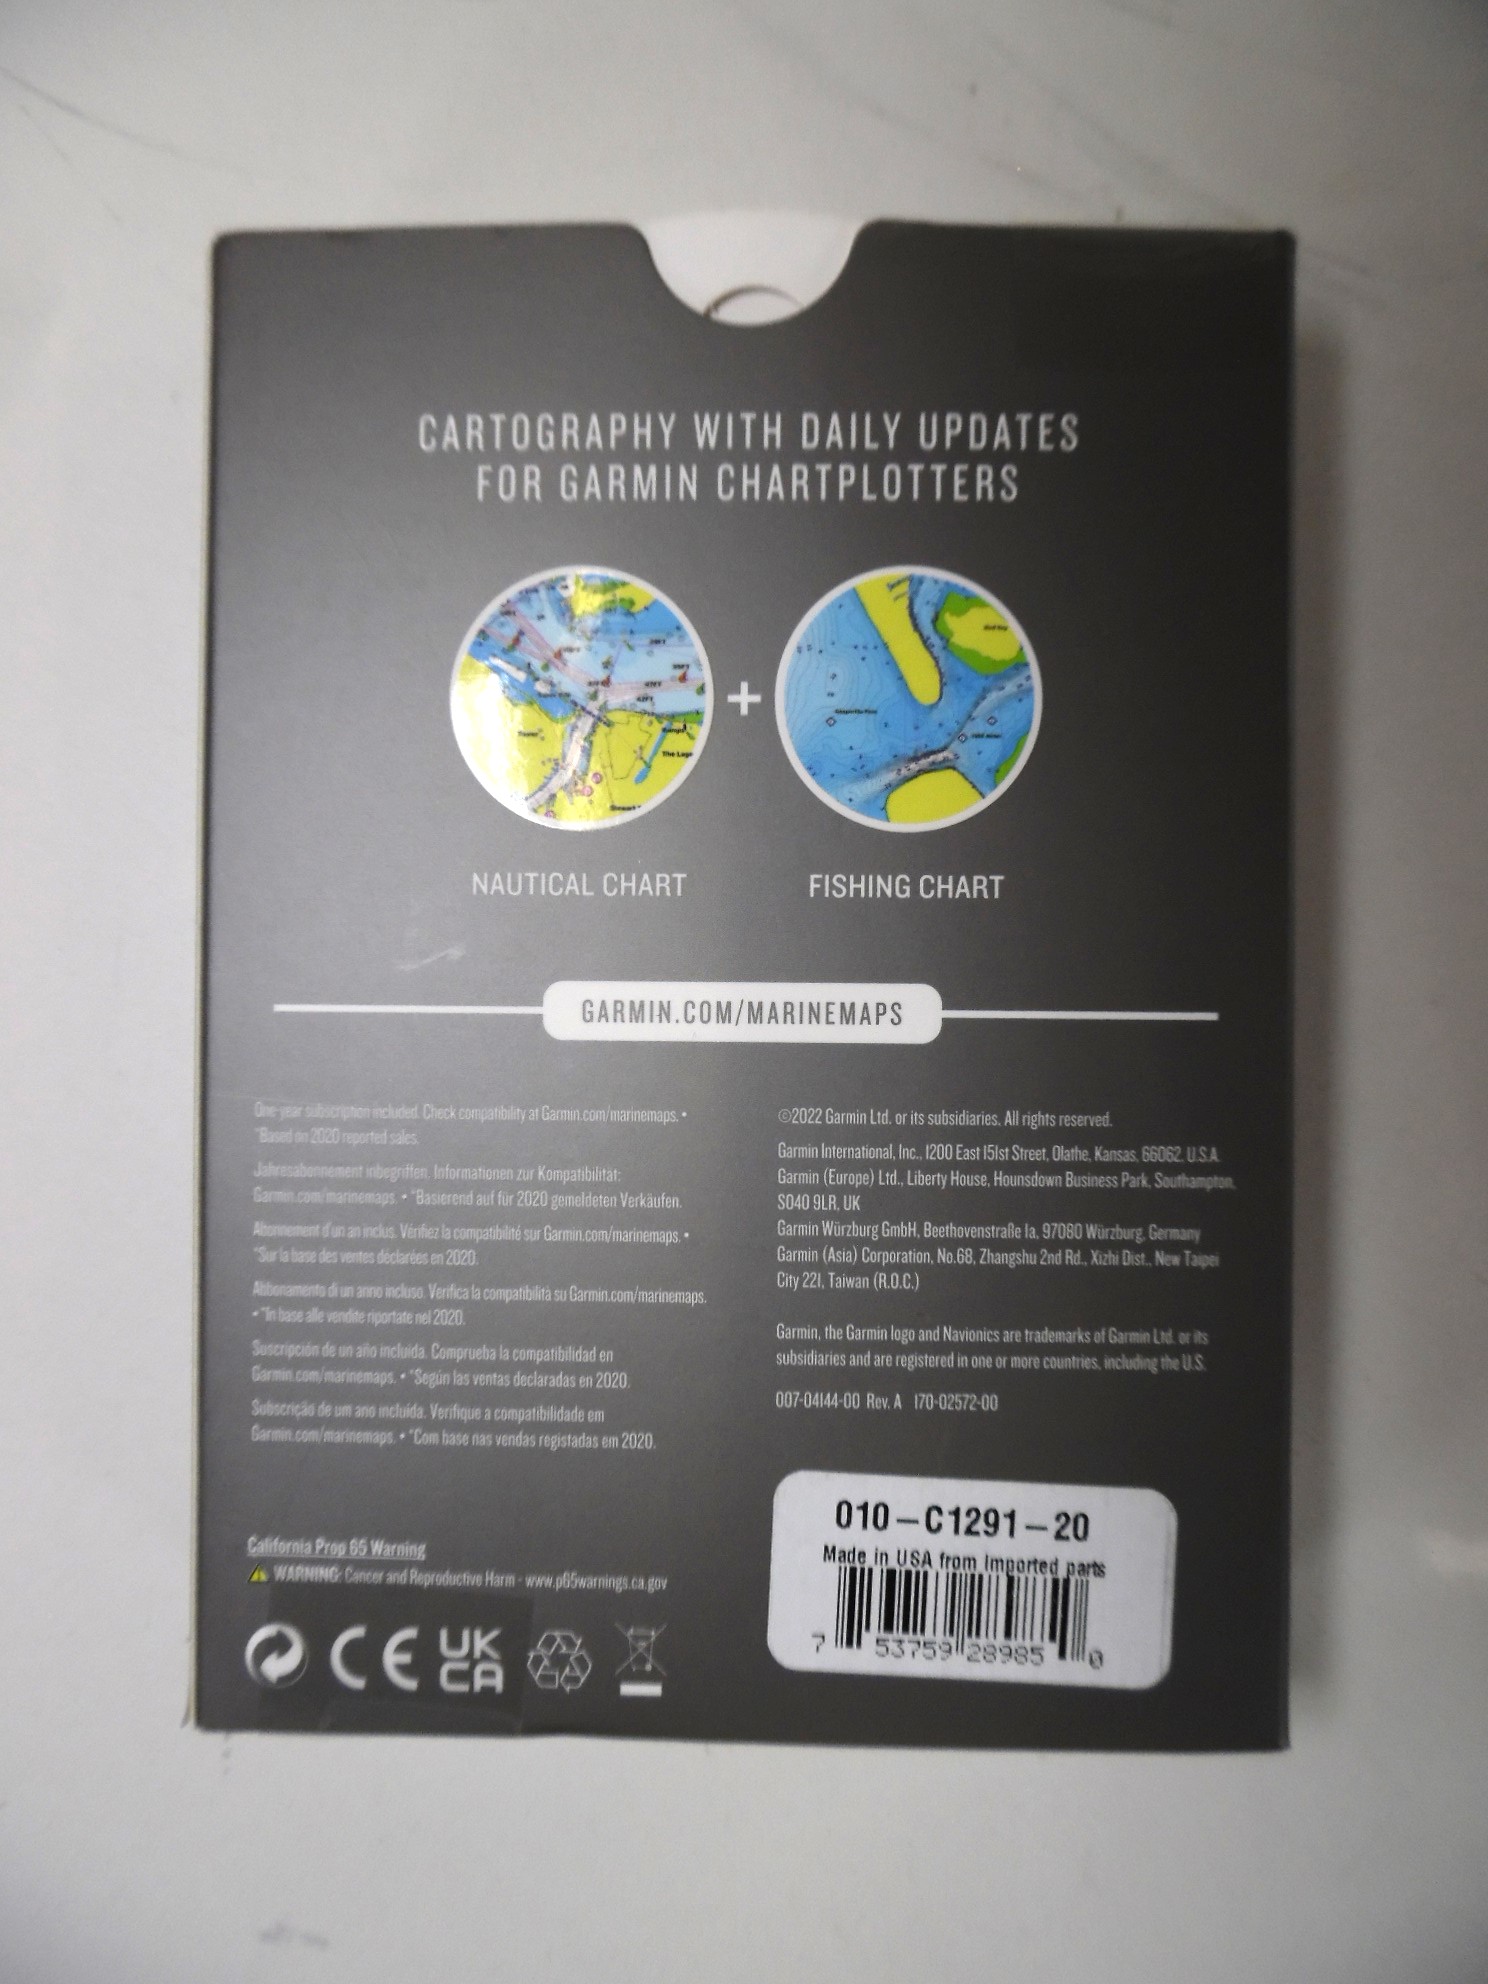 CARTOGRAPHY WITH DAILY UPDATES
FOR GARMIN CHARTPLOTTERS
NAUTICAL CHART
FISHING CHART
GARMIN.COM/MARINEMAPS
One-year subscription included. Check compatibility at Garmin.com/marinemaps. •
*Based on 2020 reported sales.
Jahresabonnement inbegriffen. Informationen zur Kompatibilität:
Garmin.com/marinemaps. • *Basierend auf für 2020 gemeldeten Verkäufen.
Abonnement d'un an inclus. Vérifiez la compatibilité sur Garmin.com/marinemaps. •
*Sur la base des ventes déclarées en 2020.
Abbonamento di un anno incluso. Verifica la compatibilità su Garmin.com/marinemaps.
• *In base alle vendite riportate nel 2020.
Suscripción de un año incluida. Comprueba la compatibilidad en
Garmin.com/marinemaps. • *Según las ventas declaradas en 2020.
Subscrição de um ano incluída. Verifique a compatibilidade em
Garmin.com/marinemaps. • *Com base nas vendas registadas em 2020.
California Prop 65 Warning
WARNING: Cancer and Reproductive Harm - www.p65warnings.ca.gov
CE UK
CA
©2022 Garmin Ltd. or its subsidiaries. All rights reserved.
Garmin International, Inc., 1200 East 151st Street, Olathe, Kansas, 66062, U.S.A.
Garmin (Europe) Ltd., Liberty House, Hounsdown Business Park, Southampton,
SO40 9LR, UK
Garmin Würzburg GmbH, Beethovenstraße 1a, 97080 Würzburg, Germany
Garmin (Asia) Corporation, No.68, Zhangshu 2nd Rd., Xizhi Dist., New Taipei
City 221, Taiwan (R.O.C.)
Garmin, the Garmin logo and Navionics are trademarks of Garmin Ltd. or its
subsidiaries and are registered in one or more countries, including the U.S.
007-04144-00 Rev. A 170-02572-00
010-C1291-20
Made in USA from imported parts
7 53759 28985 0